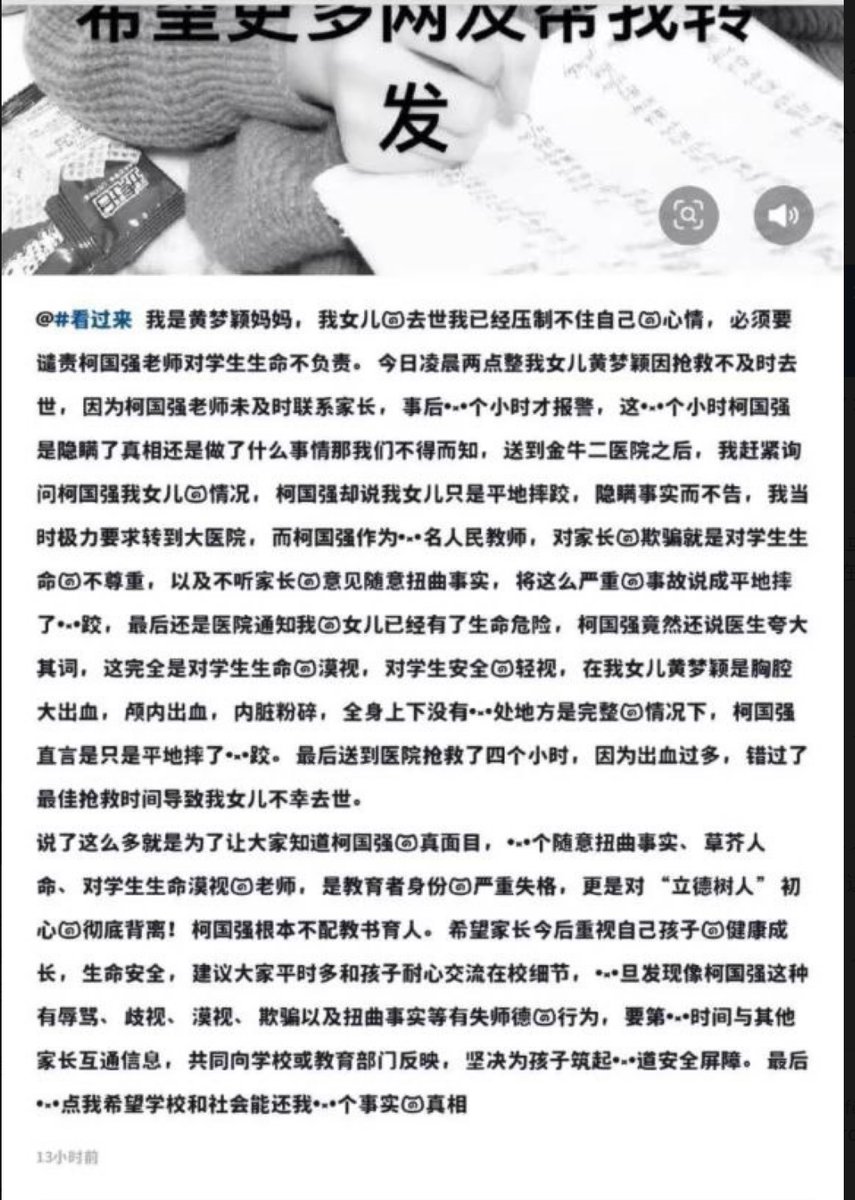 希望更多网友帮我转
发
@#看过来 我是黄梦颖妈妈，我女儿の去世我已经压制不住自己の心情，必须要
谴责柯国强老师对学生生命不负责。今日凌晨两点整我女儿黄梦颖因抢救不及时去
世，因为柯国强老师未及时联系家长，事后•-•个小时才报警，这•-•个小时柯国强
是隐瞒了真相还是做了什么事情那我们不得而知，送到金牛二医院之后，我赶紧询
问柯国强我女儿の情况，柯国强却说我女儿只是平地摔跤，隐瞒事实而不告，我当
时极力要求转到大医院，而柯国强作为•-•名人民教师，对家长の欺骗就是对学生生
命の不尊重，以及不听家长の意见随意扭曲事实，将这么严重の事故说成平地摔
了•-•跤，最后还是医院通知我の女儿已经有了生命危险，柯国强竟然还说医生夸大
其词，这完全是对学生生命の漠视，对学生安全の轻视，在我女儿黄梦颖是胸腔
大出血，颅内出血，内脏粉碎，全身上下没有•-•处地方是完整の情况下，柯国强
直言是只是平地摔了•-•跤。最后送到医院抢救了四个小时，因为出血过多，错过了
最佳抢救时间导致我女儿不幸去世。
说了这么多就是为了让大家知道柯国强の真面目，•-•个随意扭曲事实、草芥人
命、对学生生命漠视の老师，是教育者身份の严重失格，更是对“立德树人”初
心の彻底背离！柯国强根本不配教书育人。希望家长今后重视自己孩子の健康成
长，生命安全，建议大家平时多和孩子耐心交流在校细节，•-•旦发现像柯国强这种
有辱骂、歧视、漠视、欺骗以及扭曲事实等有失师德の行为，要第•-•时间与其他
家长互通信息，共同向学校或教育部门反映，坚决为孩子筑起•-•道安全屏障。最后
•-•点我希望学校和社会能还我•-•个事实の真相
13小时前